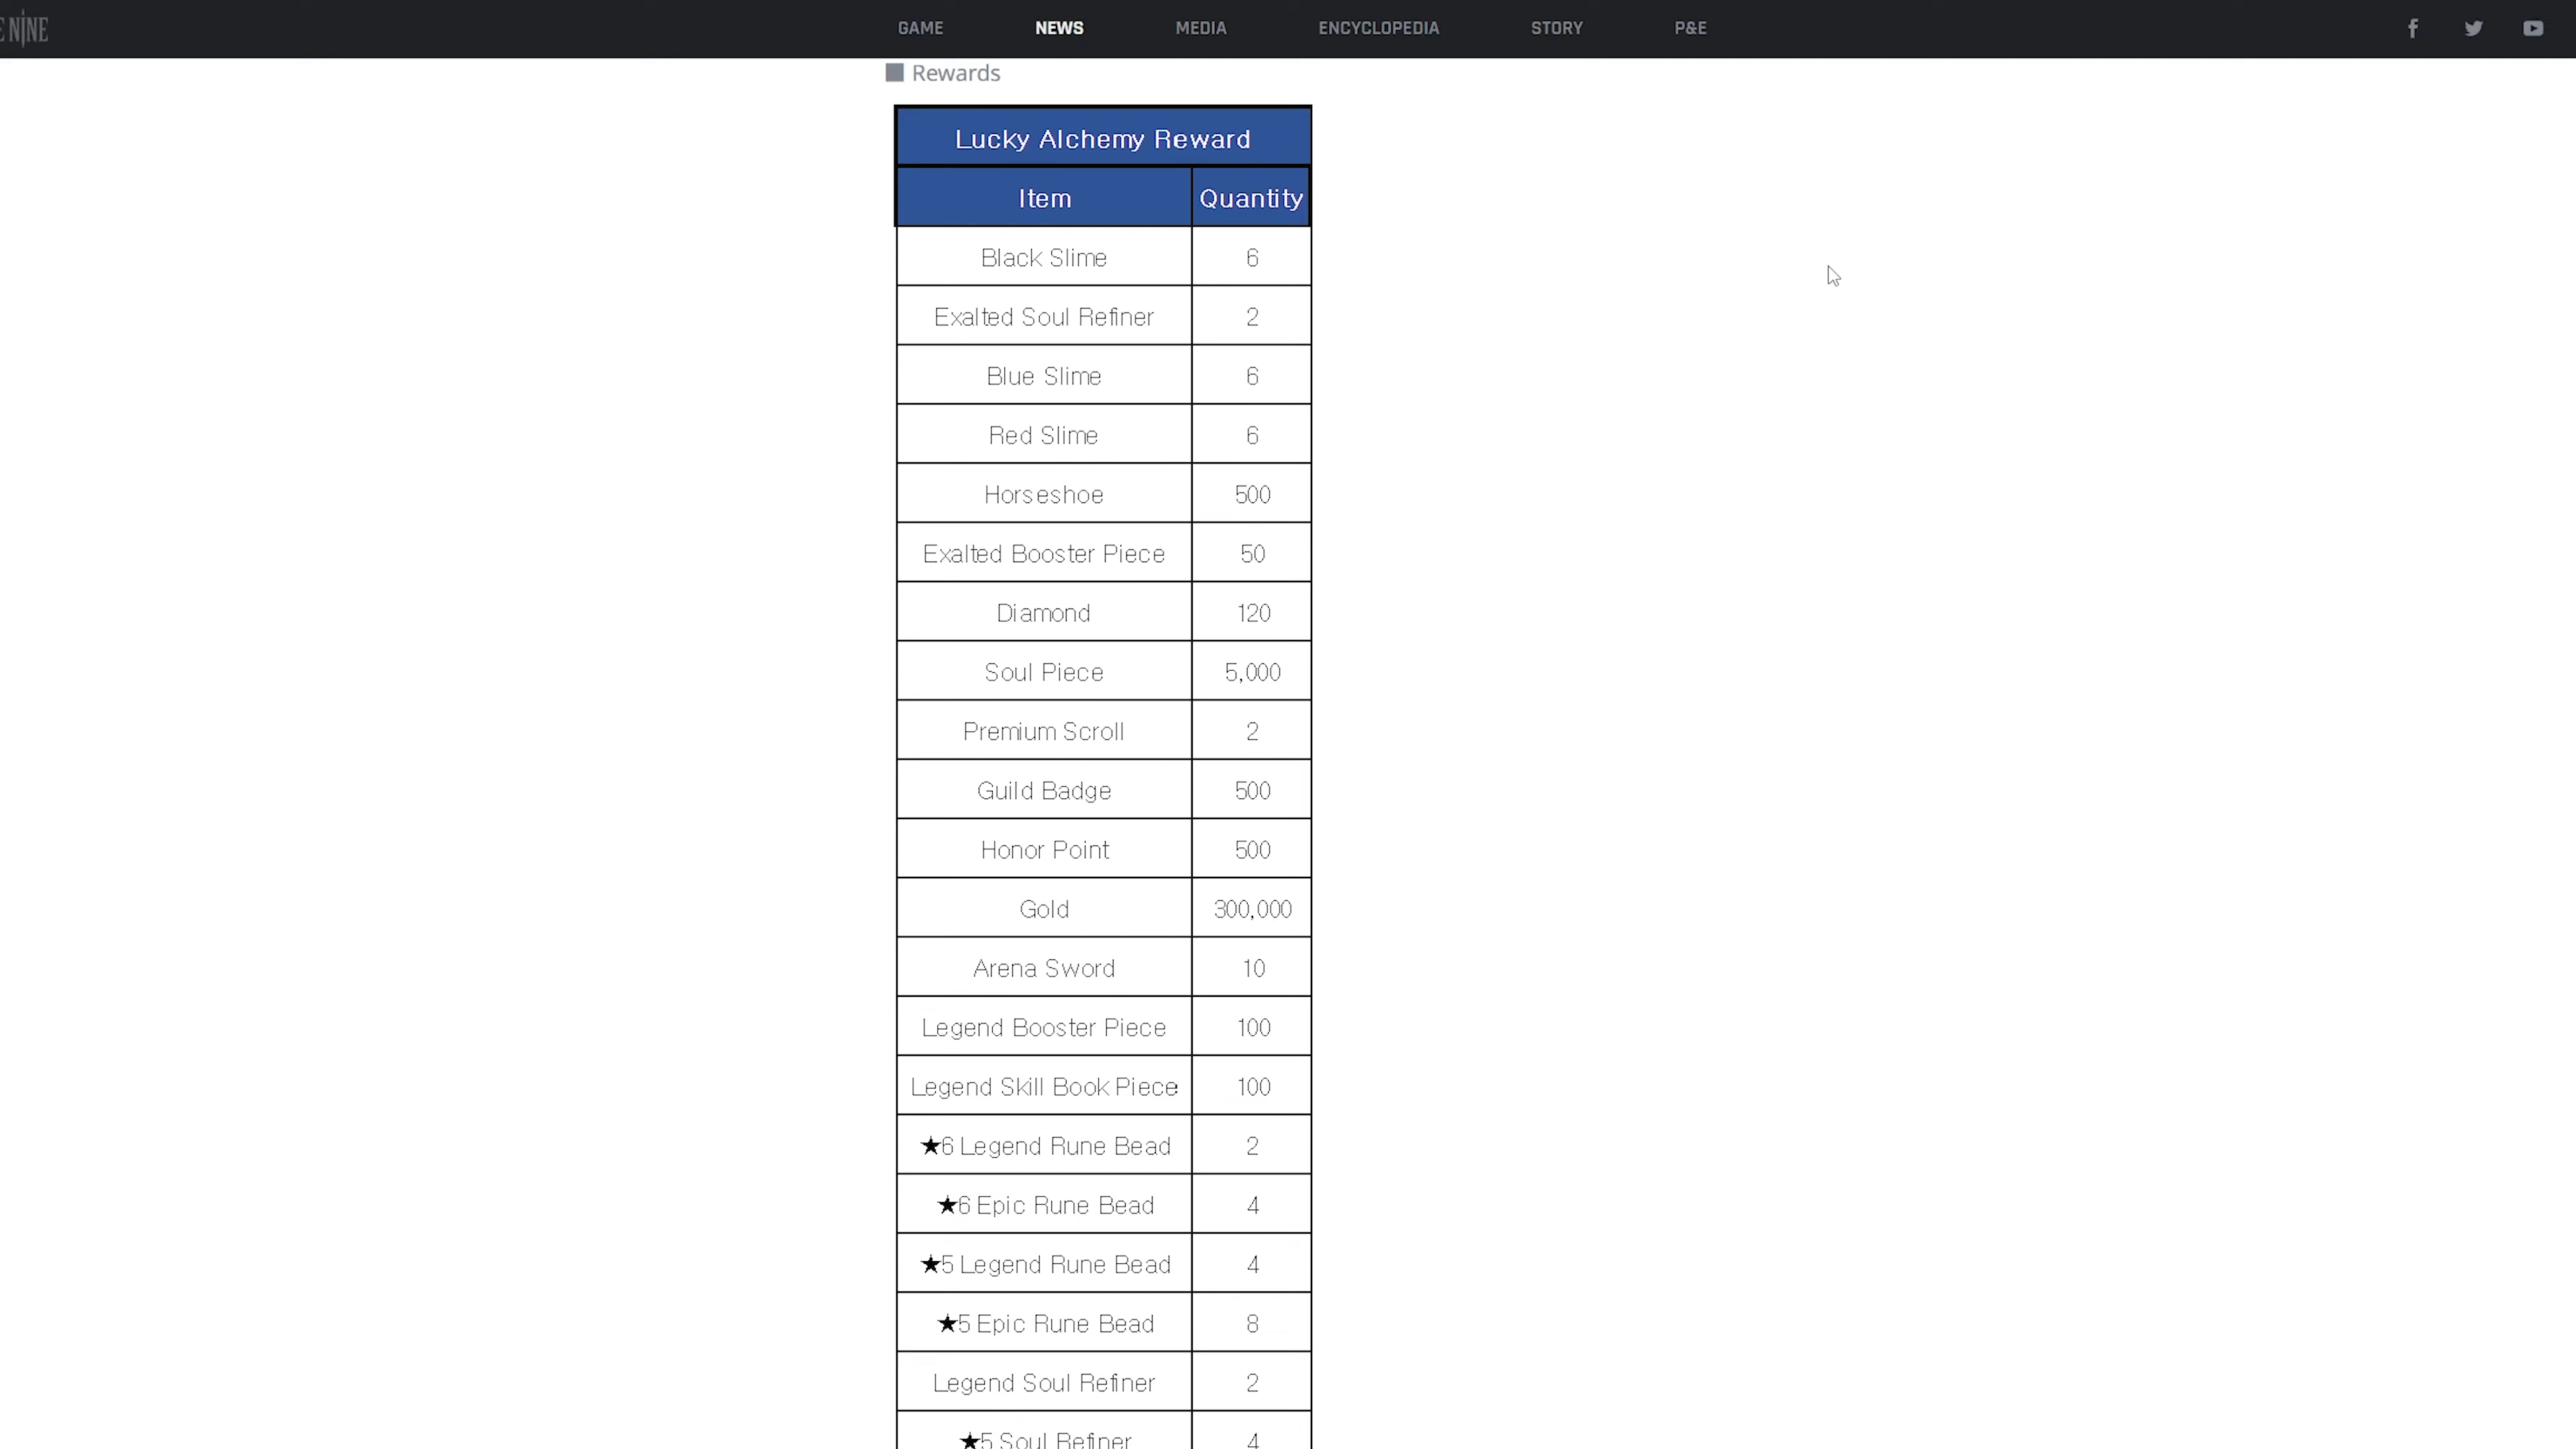 E NINE GAME NEWS MEDIA ENCYCLOPEDIA STORY P&E
Rewards
Lucky Alchemy Reward
Item Quantity
Black Slime 6
Exalted Soul Refiner 2
Blue Slime 6
Red Slime 6
Horseshoe 500
Exalted Booster Piece 50
Diamond 120
Soul Piece 5,000
Premium Scroll 2
Guild Badge 500
Honor Point 500
Gold 300,000
Arena Sword 10
Legend Booster Piece 100
Legend Skill Book Piece 100
★6 Legend Rune Bead 2
★6 Epic Rune Bead 4
★5 Legend Rune Bead 4
★5 Epic Rune Bead 8
Legend Soul Refiner 2
★5 Soul Refiner 4